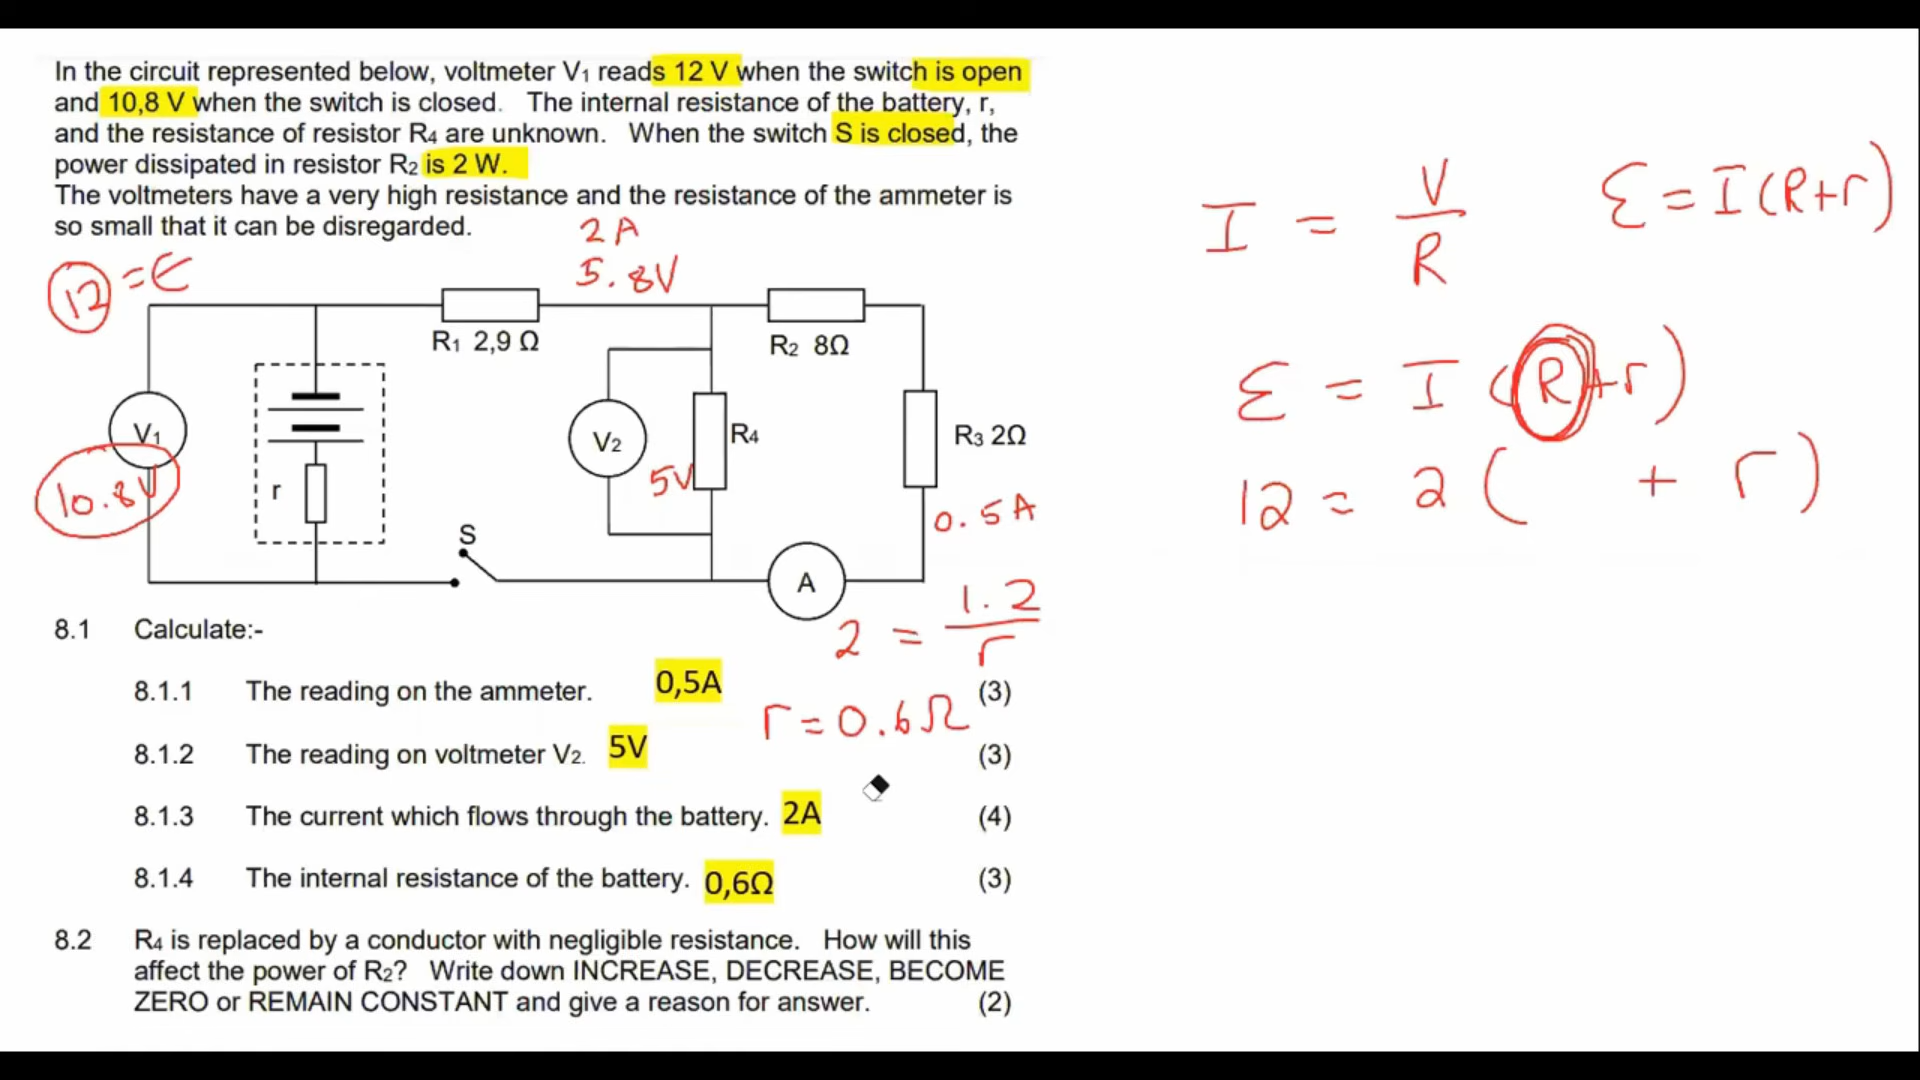 In the circuit represented below, voltmeter V1 reads 12 V when the switch is open
and 10,8 V when the switch is closed. The internal resistance of the battery, r,
and the resistance of resistor R4 are unknown. When the switch S is closed, the
power dissipated in resistor R2 is 2 W.
The voltmeters have a very high resistance and the resistance of the ammeter is
so small that it can be disregarded.
2A
5.8V
12 = ε
R1 2,9 Ω
R2 8Ω
V1
10.8V
r
V2
5V
R4
R3 2Ω
0.5A
S
A
I = V/R
ε = I(R+r)
ε = I (R+r)
12 = 2 ( + r)
2 = 1.2/r
r = 0.6Ω
8.1 Calculate:-
8.1.1 The reading on the ammeter. 0,5A (3)
8.1.2 The reading on voltmeter V2. 5V (3)
8.1.3 The current which flows through the battery. 2A (4)
8.1.4 The internal resistance of the battery. 0,6Ω (3)
8.2 R4 is replaced by a conductor with negligible resistance. How will this
affect the power of R2? Write down INCREASE, DECREASE, BECOME
ZERO or REMAIN CONSTANT and give a reason for answer. (2)